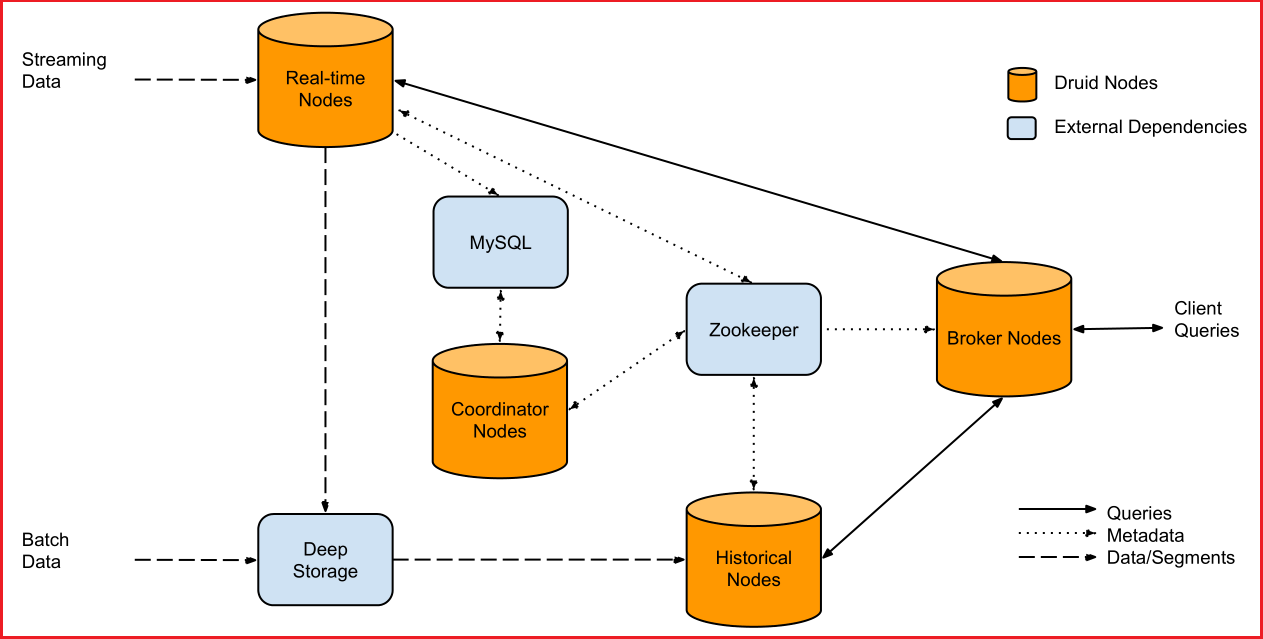 Streaming
Data
Real-time
Nodes
Druid Nodes
External Dependencies
MySQL
Zookeeper
Broker Nodes
Client
Queries
Coordinator
Nodes
Batch
Data
Deep
Storage
Historical
Nodes
Queries
Metadata
Data/Segments